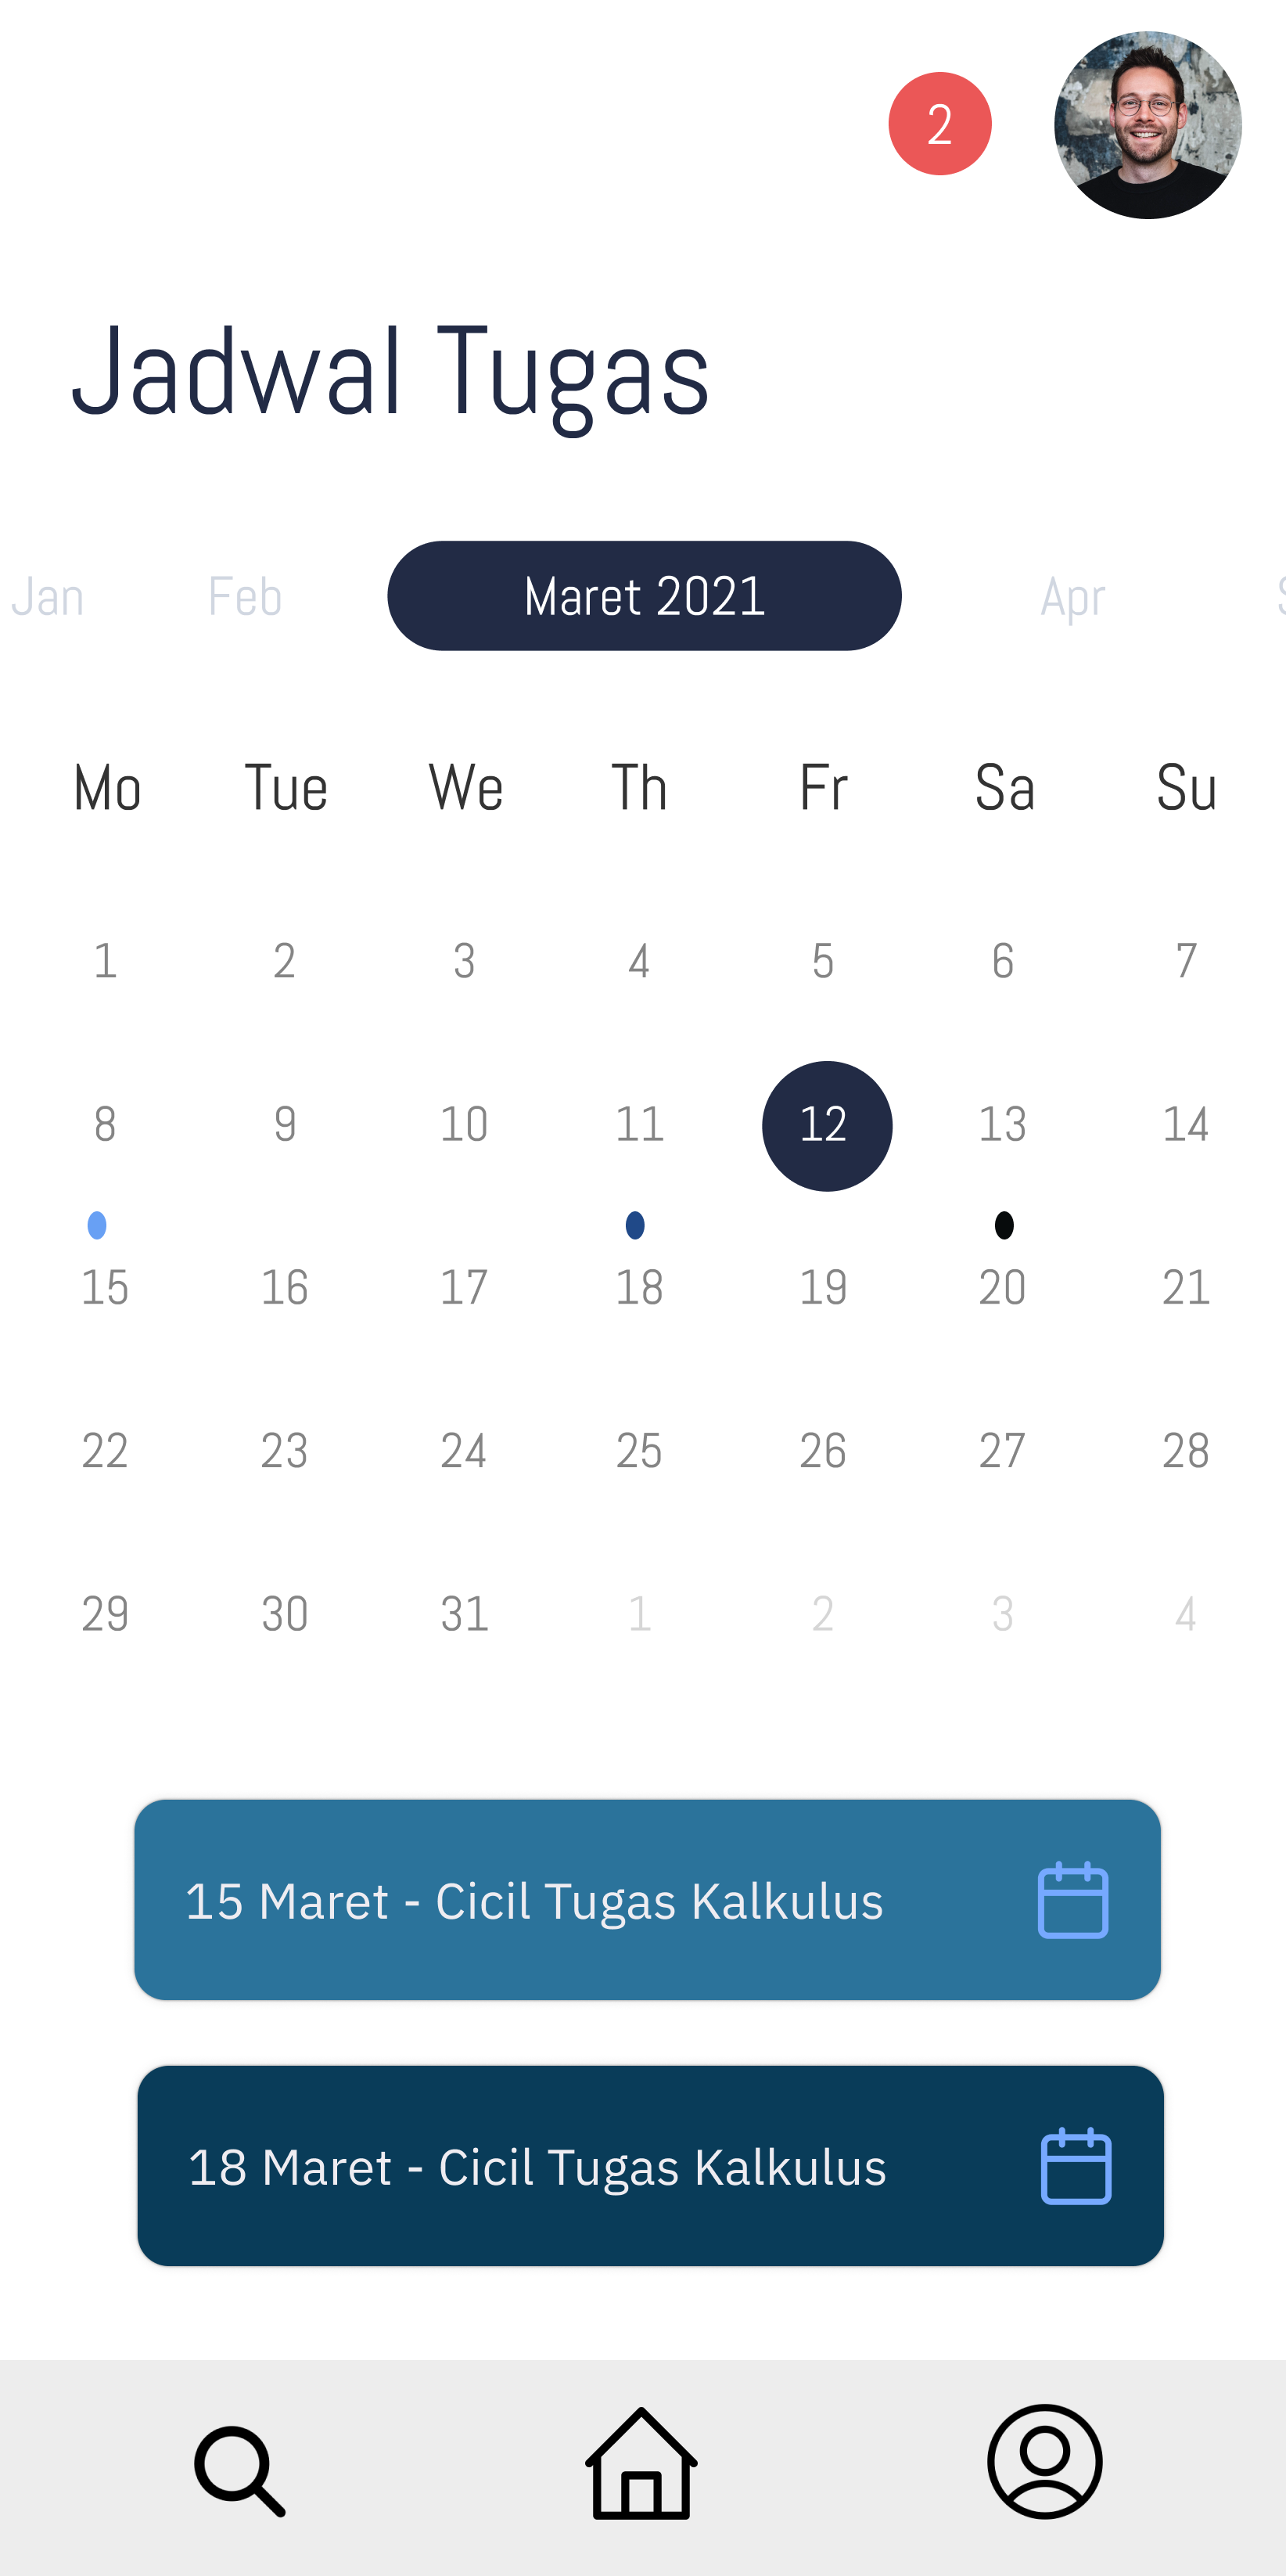 2
Jadwal Tugas
Jan Feb Maret 2021 Apr
Mo Tue We Th Fr Sa Su
1 2 3 4 5 6 7
8 9 10 11 12 13 14
15 16 17 18 19 20 21
22 23 24 25 26 27 28
29 30 31 1 2 3 4
15 Maret - Cicil Tugas Kalkulus
18 Maret - Cicil Tugas Kalkulus